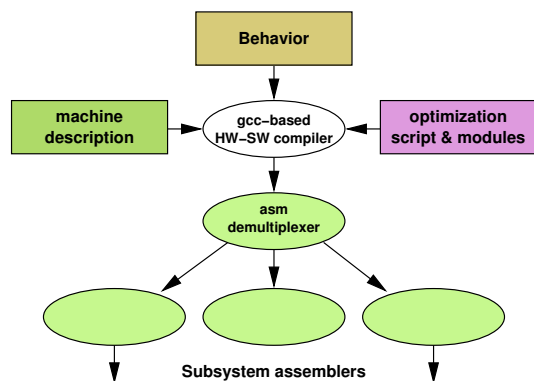 Behavior
machine
description
gcc−based
HW−SW compiler
optimization
script & modules
asm
demultiplexer
Subsystem assemblers